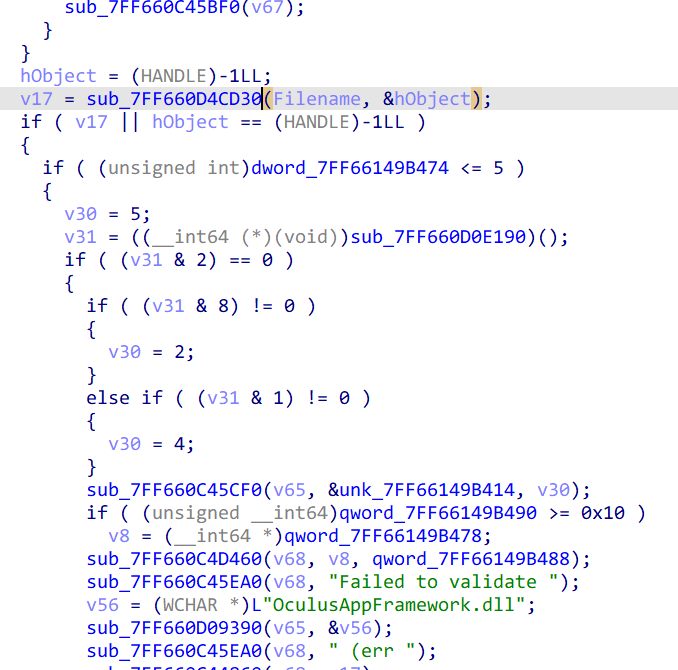 sub_7FF660C45BF0(v67);
}
}
hObject = (HANDLE)-1LL;
v17 = sub_7FF660D4CD30(Filename, &hObject);
if ( v17 || hObject == (HANDLE)-1LL )
{
if ( (unsigned int)dword_7FF66149B474 <= 5 )
{
v30 = 5;
v31 = ((__int64 (*)(void))sub_7FF660D0E190)();
if ( (v31 & 2) == 0 )
{
if ( (v31 & 8) != 0 )
{
v30 = 2;
}
else if ( (v31 & 1) != 0 )
{
v30 = 4;
}
sub_7FF660C45CF0(v65, &unk_7FF66149B414, v30);
if ( (unsigned __int64)qword_7FF66149B490 >= 0x10 )
v8 = (__int64 *)qword_7FF66149B478;
sub_7FF660C4D460(v68, v8, qword_7FF66149B488);
sub_7FF660C45EA0(v68, "Failed to validate ");
v56 = (WCHAR *)L"OculusAppFramework.dll";
sub_7FF660D09390(v65, &v56);
sub_7FF660C45EA0(v68, " (err ");